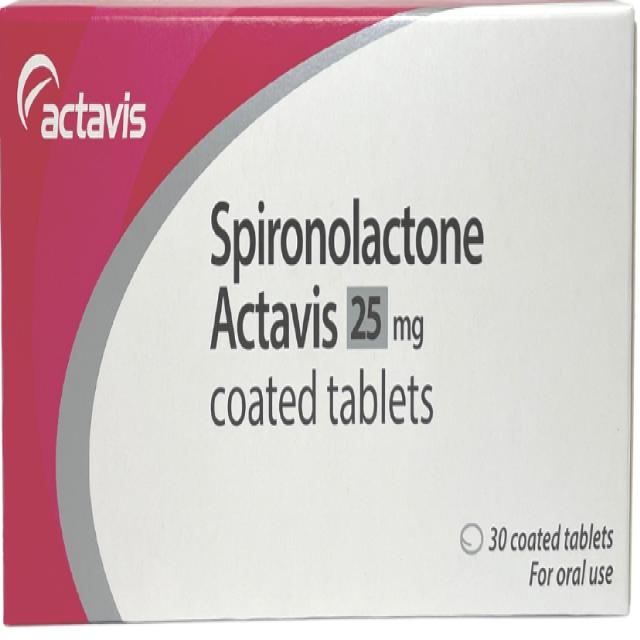 actavis
Spironolactone
Actavis 25 mg
coated tablets
30 coated tablets
For oral use